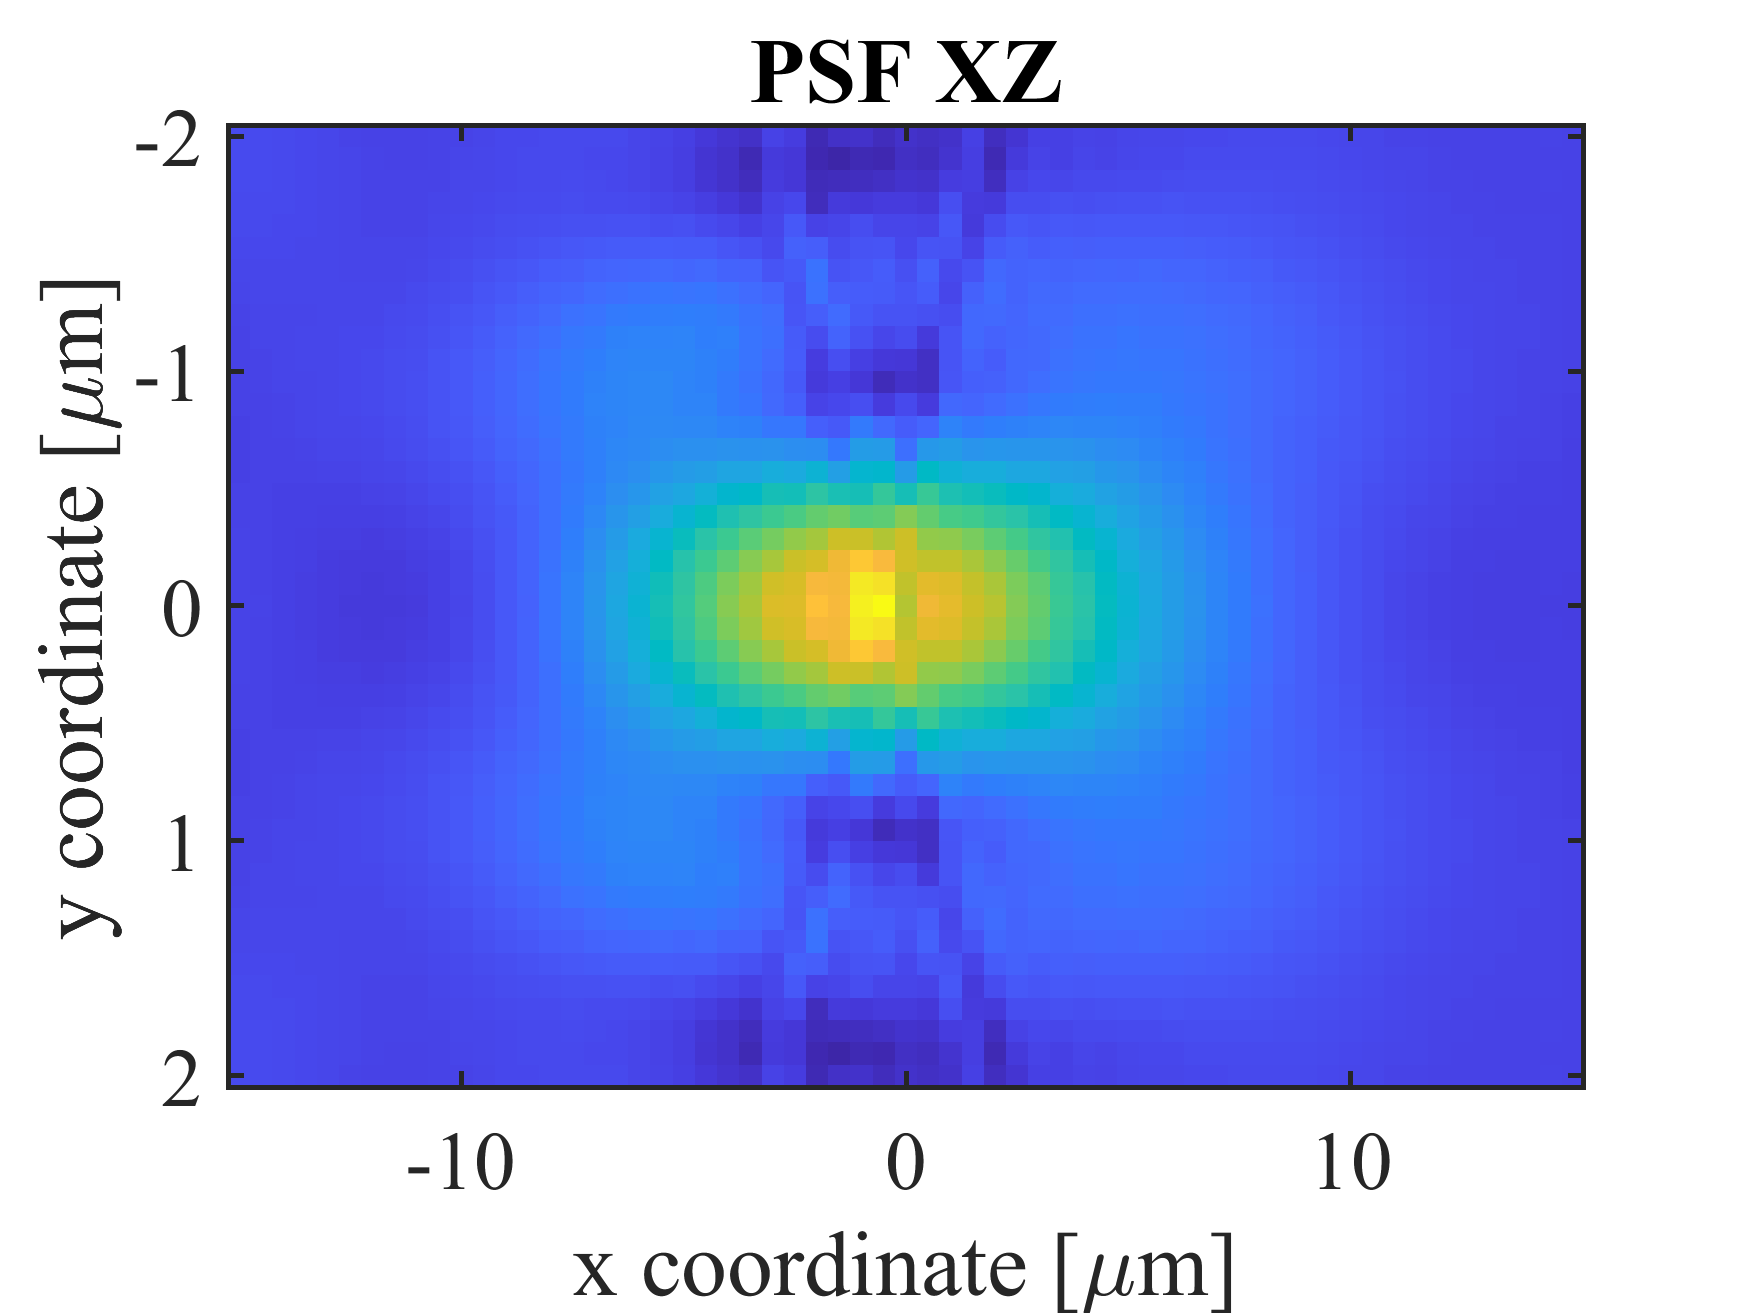 PSF XZ
-2
-1
0
1
2
y coordinate [μm]
-10 0 10
x coordinate [μm]